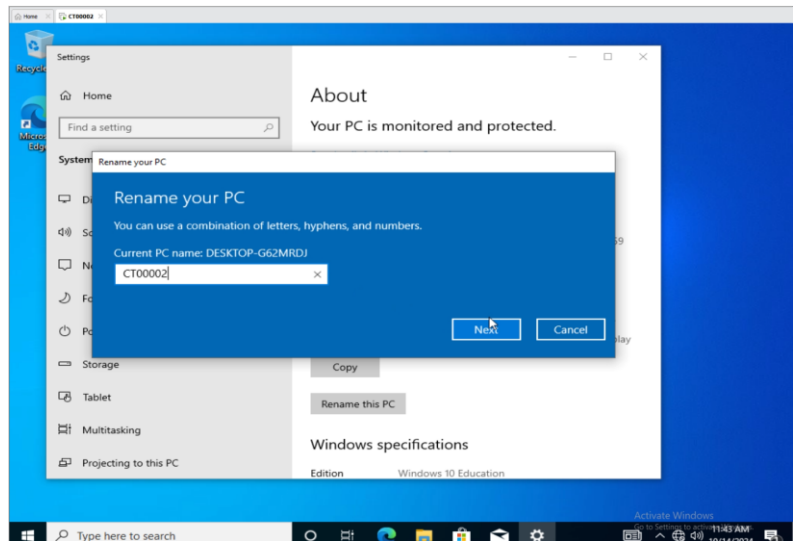 Home
CT00002
Settings
Home
Find a setting
System
Rename your PC
Rename your PC
You can use a combination of letters, hyphens, and numbers.
Current PC name: DESKTOP-G62MRDJ
CT00002
Next
Cancel
Storage
Tablet
Multitasking
Projecting to this PC
About
Your PC is monitored and protected.
Copy
Rename this PC
Windows specifications
Edition Windows 10 Education
Activate Windows
Type here to search
11:43 AM
10/14/2024